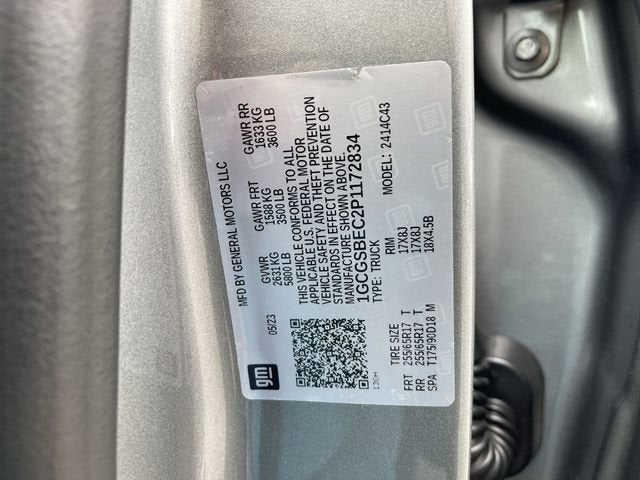 MFD BY GENERAL MOTORS LLC
05/23 GVWR GAWR FRT GAWR RR
2631KG 1588 KG 1633 KG
5800 LB 3500 LB 3600 LB
gm
THIS VEHICLE CONFORMS TO ALL
APPLICABLE U.S. FEDERAL MOTOR
VEHICLE SAFETY AND THEFT PREVENTION
STANDARDS IN EFFECT ON THE DATE OF
MANUFACTURE SHOWN ABOVE.
1GCGSBEC2P1172834
TYPE: TRUCK MODEL: 2414C43
120H
TIRE SIZE RIM
FRT 255/65R17 T 17X8J
RR 255/65R17 T 17X8J
SPA T175/90D18 M 18X4.5B